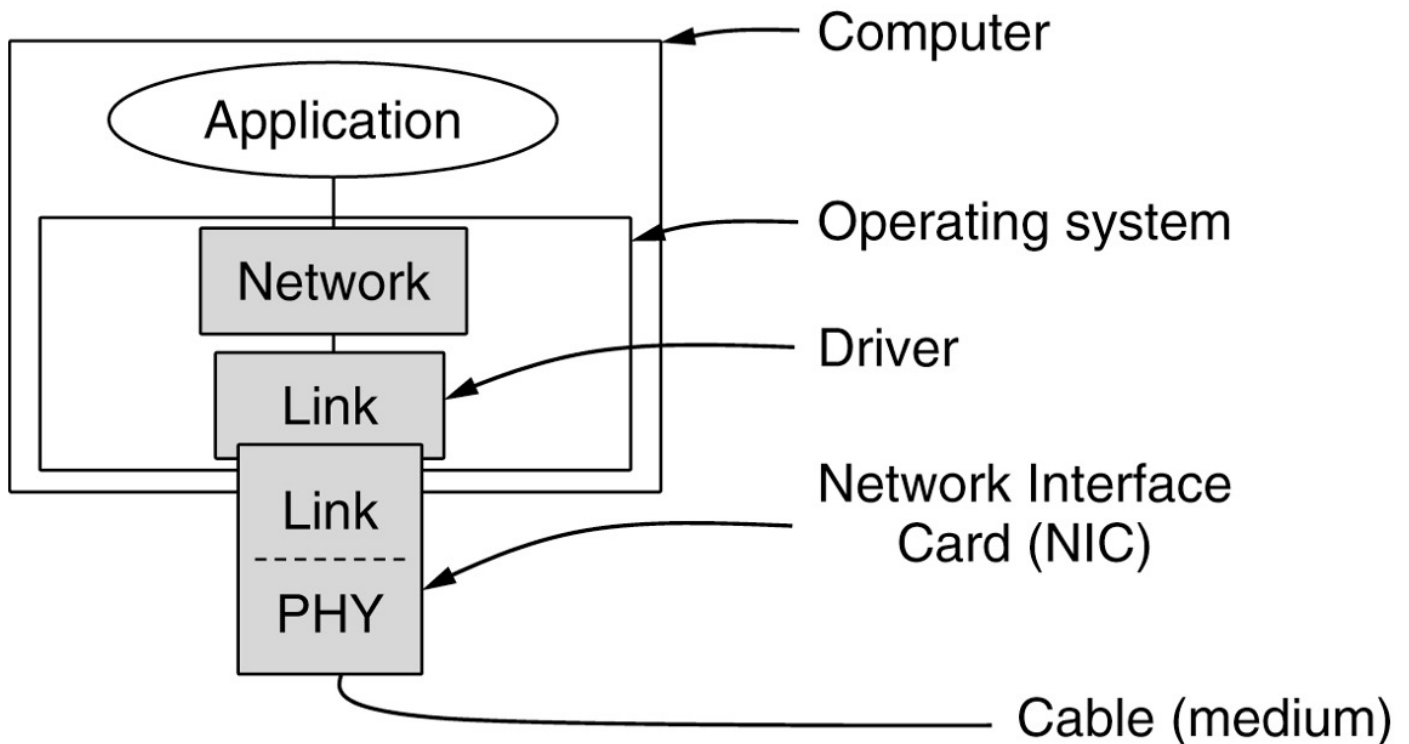 Computer
Application
Operating system
Network
Driver
Link
Network Interface
Card (NIC)
Link
PHY
Cable (medium)